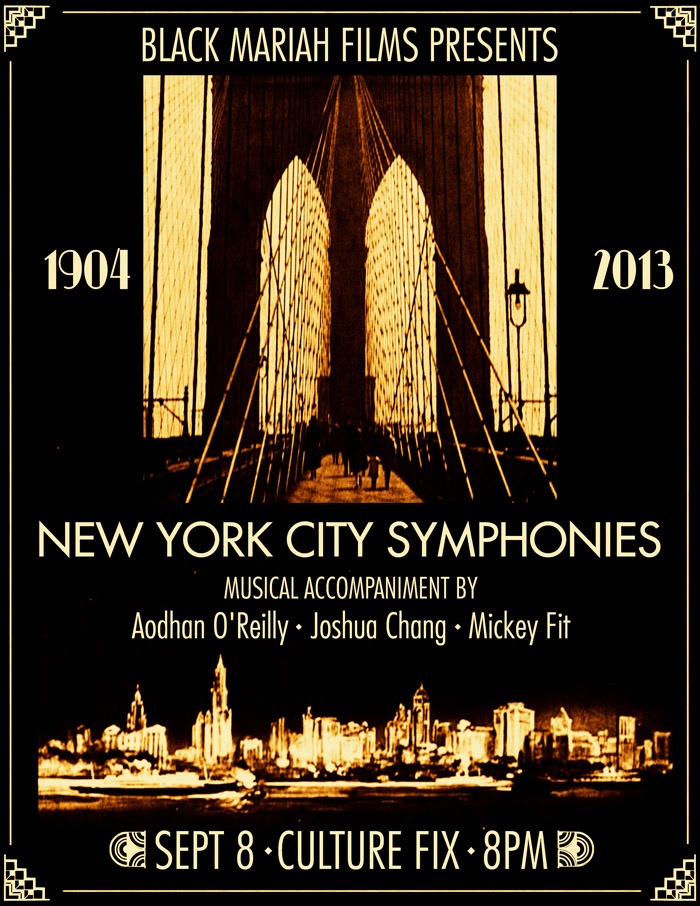 BLACK MARIAH FILMS PRESENTS
1904
2013
NEW YORK CITY SYMPHONIES
MUSICAL ACCOMPANIMENT BY
Aodhan O'Reilly • Joshua Chang • Mickey Fit
SEPT 8 • CULTURE FIX • 8PM